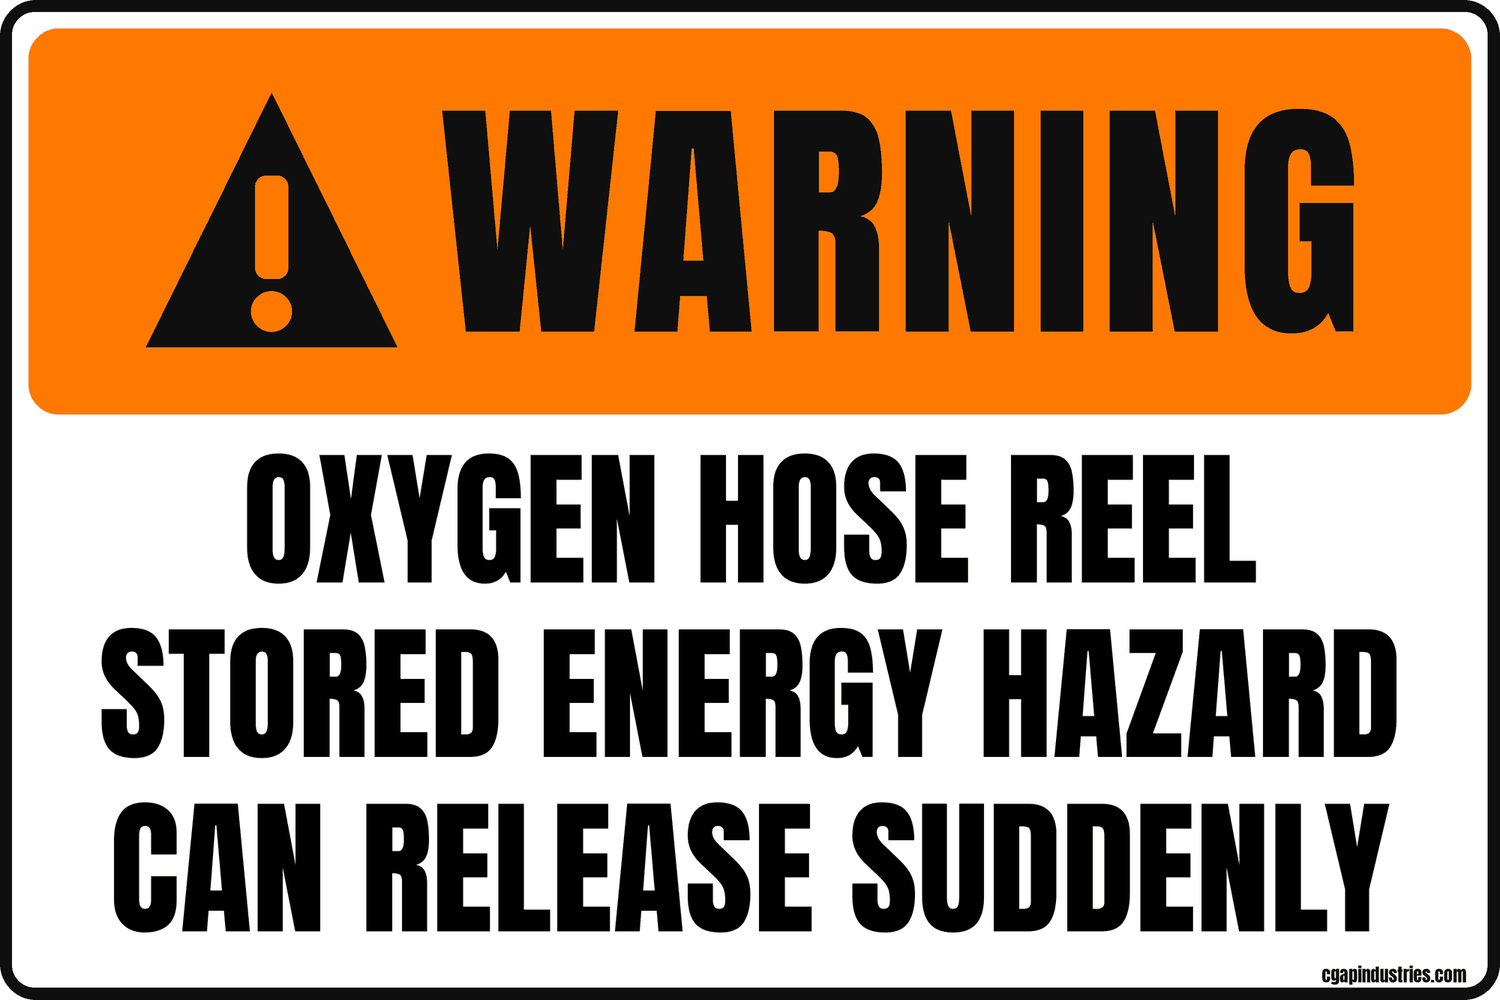 WARNING
OXYGEN HOSE REEL
STORED ENERGY HAZARD
CAN RELEASE SUDDENLY
cgapindustries.com